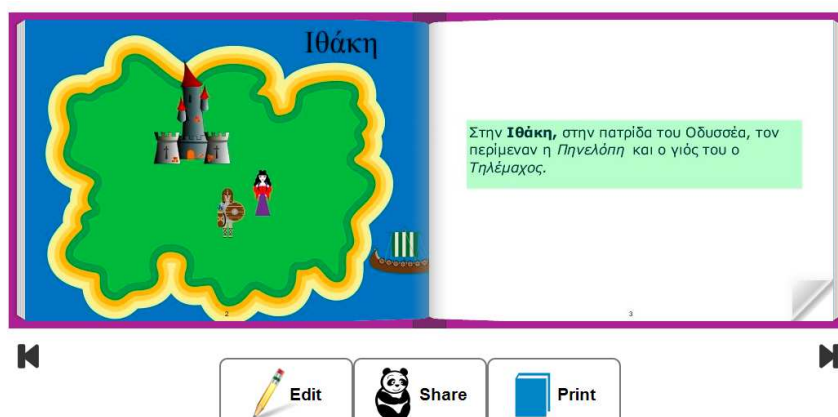 Ιθάκη
Στην Ιθάκη, στην πατρίδα του Οδυσσέα, τον
περίμεναν η Πηνελόπη και ο γιός του ο
Τηλέμαχος.
2
3
Edit
Share
Print